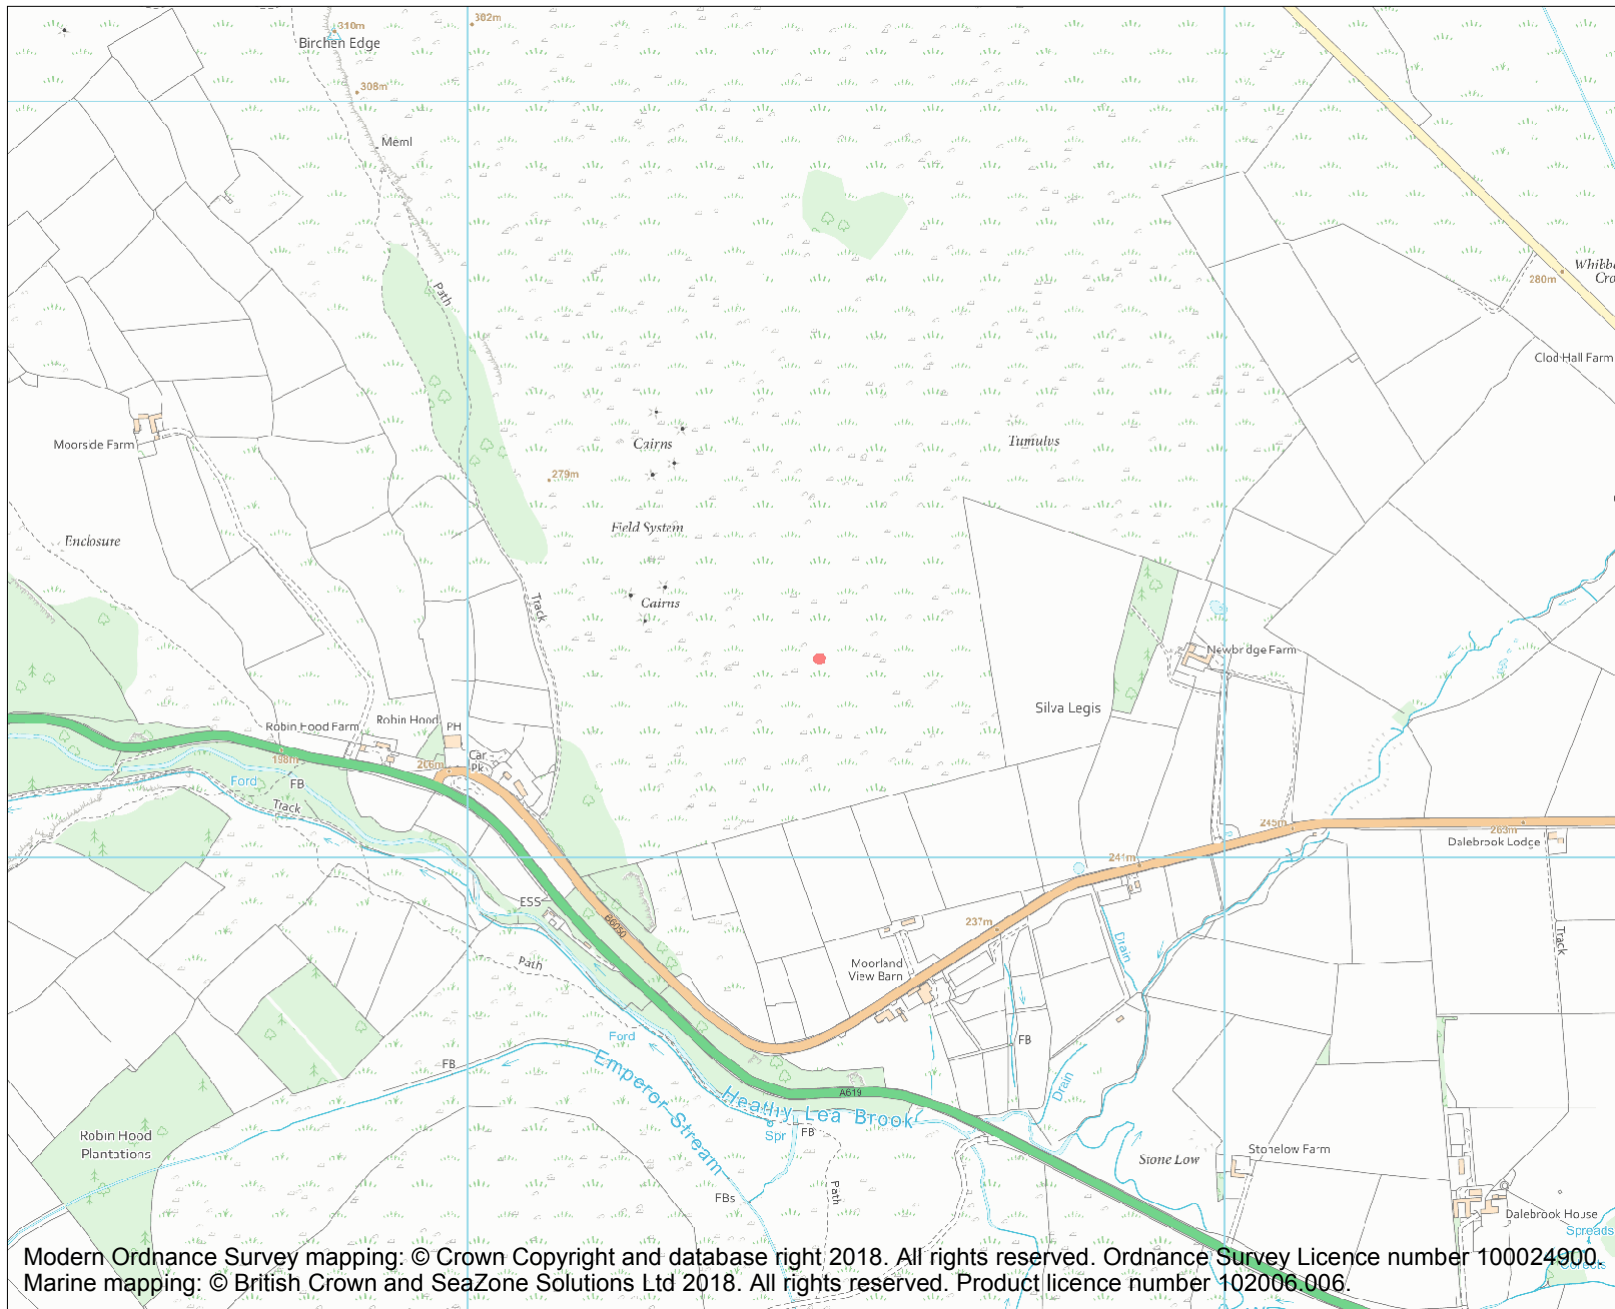 310m
302m
Birchen Edge
308m
Meml
Path
280m
Clod Hall Farm
Moorside Farm
Cairns
Tumulus
279m
Field System
Enclosure
Cairns
Track
Newbridge Farm
Silva Legis
Robin Hood Farm
Robin Hood
PH
198m
206m
Car
Pk
Ford
FB
Track
245m
263m
Dalebrook Lodge
241m
ESS
B6050
237m
Drain
Track
Path
Moorland
View Barn
Ford
FB
FB
Emperor Stream
Drain
A619
Heathy Lea Brook
Spr
FB
Robin Hood
Plantations
Stone Low
Stonelow Farm
FBs
Path
Dalebrook House
Spreads
Modern Ordnance Survey mapping: © Crown Copyright and database right 2018. All rights reserved. Ordnance Survey Licence number 100024900.
Marine mapping: © British Crown and SeaZone Solutions Ltd 2018. All rights reserved. Product licence number 102006.006.